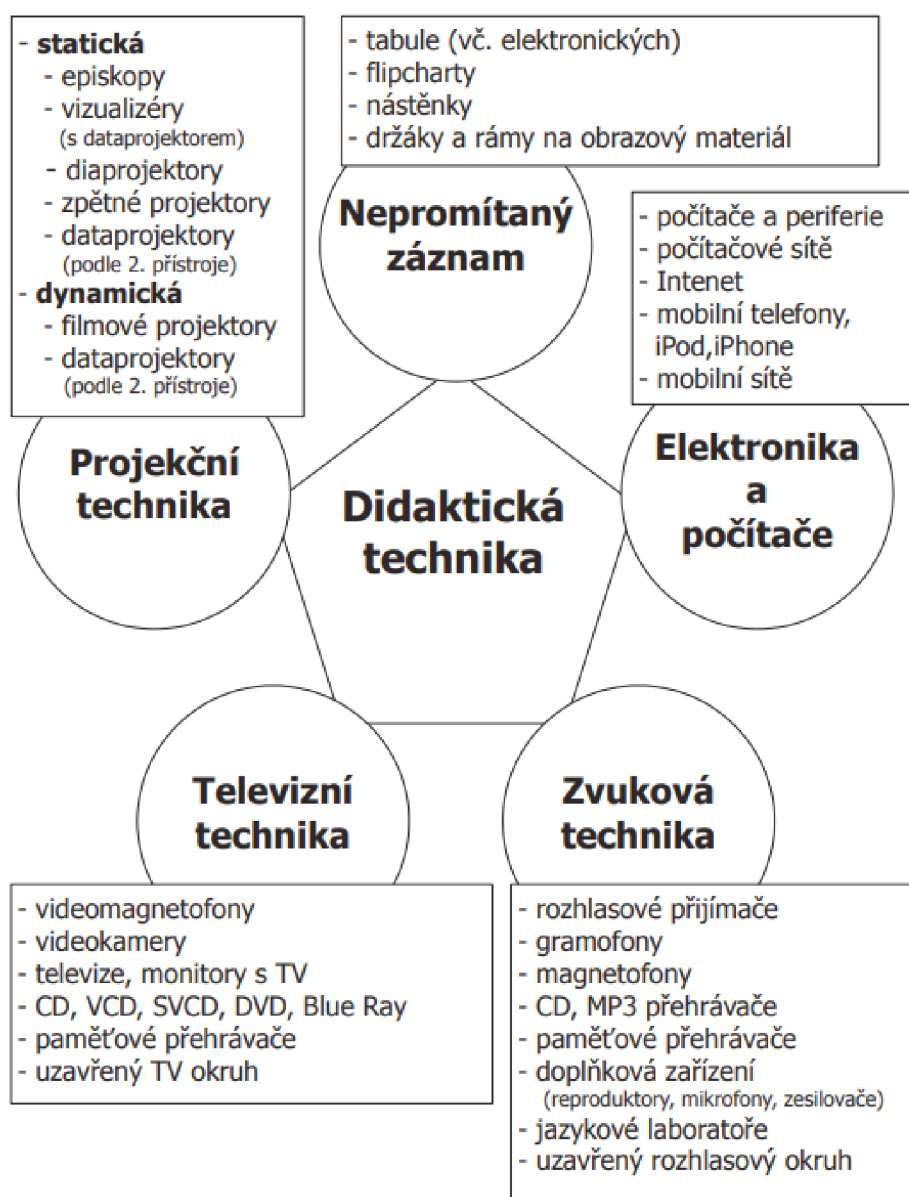 - statická
- episkopy
- vizualizéry
(s dataprojektorem)
- diaprojektory
- zpětné projektory
- dataprojektory
(podle 2. přístroje)
- dynamická
- filmové projektory
- dataprojektory
(podle 2. přístroje)
Projekční
technika
- tabule (vč. elektronických)
- flipcharty
- nástěnky
- držáky a rámy na obrazový materiál
Nepromítaný
záznam
- počítače a periferie
- počítačové sítě
- Intenet
- mobilní telefony,
iPod,iPhone
- mobilní sítě
Elektronika
a
počítače
Didaktická
technika
Televizní
technika
- videomagnetofony
- videokamery
- televize, monitory s TV
- CD, VCD, SVCD, DVD, Blue Ray
- paměťové přehrávače
- uzavřený TV okruh
Zvuková
technika
- rozhlasové přijímače
- gramofony
- magnetofony
- CD, MP3 přehrávače
- paměťové přehrávače
- doplňková zařízení
(reproduktory, mikrofony, zesilovače)
- jazykové laboratoře
- uzavřený rozhlasový okruh